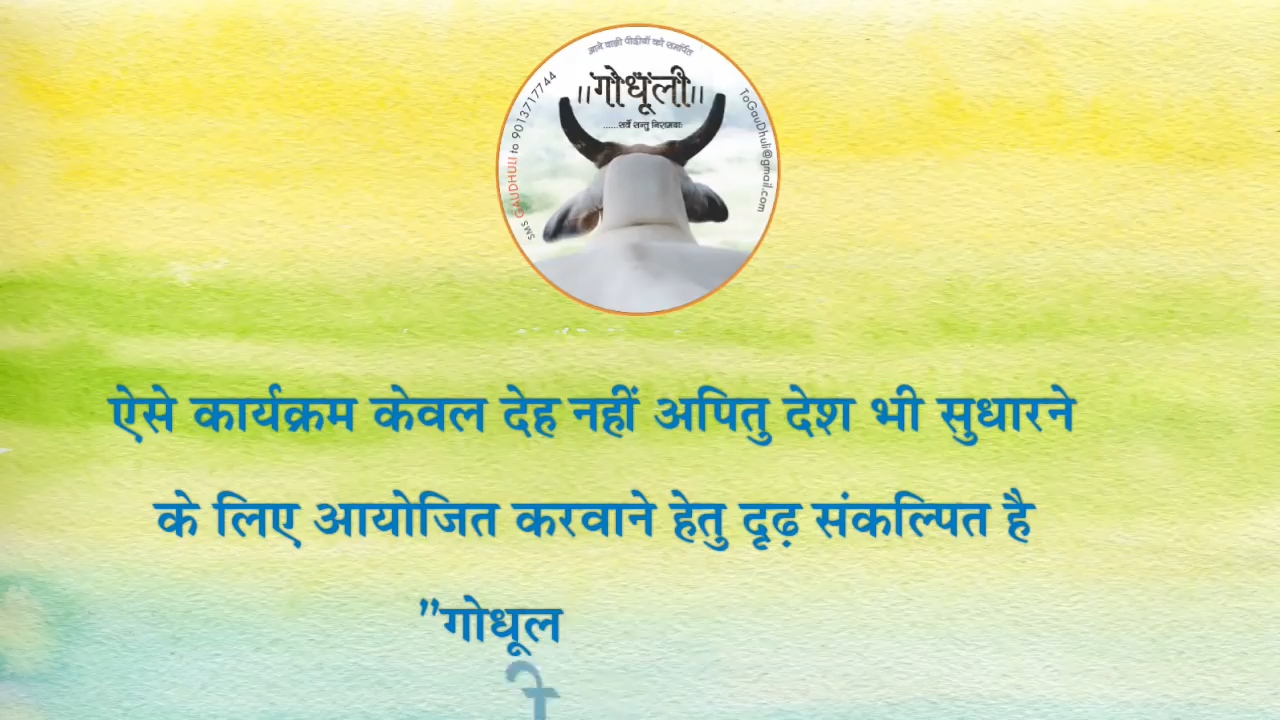 आने वाली पीढ़ीयों को समर्पित
॥गोधूली॥
......सर्वे सन्तु निरामयाः
SMS GAUDHULI to 9013717744
ToGauDhuli@gmail.com
ऐसे कार्यक्रम केवल देह नहीं अपितु देश भी सुधारने
के लिए आयोजित करवाने हेतु दृढ़ संकल्पित है
"गोधूल
ी